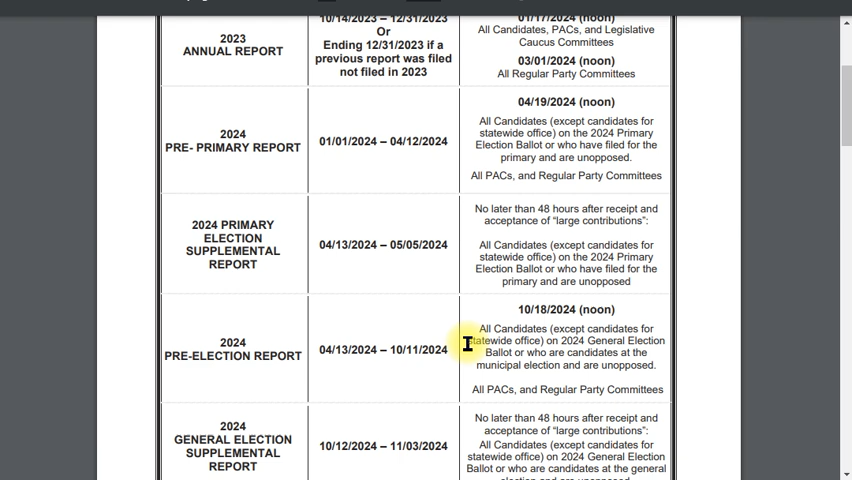 2023
ANNUAL REPORT
10/14/2023 – 12/31/2023
Or
Ending 12/31/2023 if a
previous report was filed
not filed in 2023
01/17/2024 (noon)
All Candidates, PACs, and Legislative
Caucus Committees
03/01/2024 (noon)
All Regular Party Committees
2024
PRE- PRIMARY REPORT
01/01/2024 – 04/12/2024
04/19/2024 (noon)
All Candidates (except candidates for
statewide office) on the 2024 Primary
Election Ballot or who have filed for the
primary and are unopposed.
All PACs, and Regular Party Committees
2024 PRIMARY
ELECTION
SUPPLEMENTAL
REPORT
04/13/2024 – 05/05/2024
No later than 48 hours after receipt and
acceptance of “large contributions”:
All Candidates (except candidates for
statewide office) on the 2024 Primary
Election Ballot or who have filed for the
primary and are unopposed
2024
PRE-ELECTION REPORT
04/13/2024 – 10/11/2024
10/18/2024 (noon)
All Candidates (except candidates for
statewide office) on 2024 General Election
Ballot or who are candidates at the
municipal election and are unopposed.
All PACs, and Regular Party Committees
2024
GENERAL ELECTION
SUPPLEMENTAL
REPORT
10/12/2024 – 11/03/2024
No later than 48 hours after receipt and
acceptance of “large contributions”:
All Candidates (except candidates for
statewide office) on 2024 General Election
Ballot or who are candidates at the general
election and are unopposed